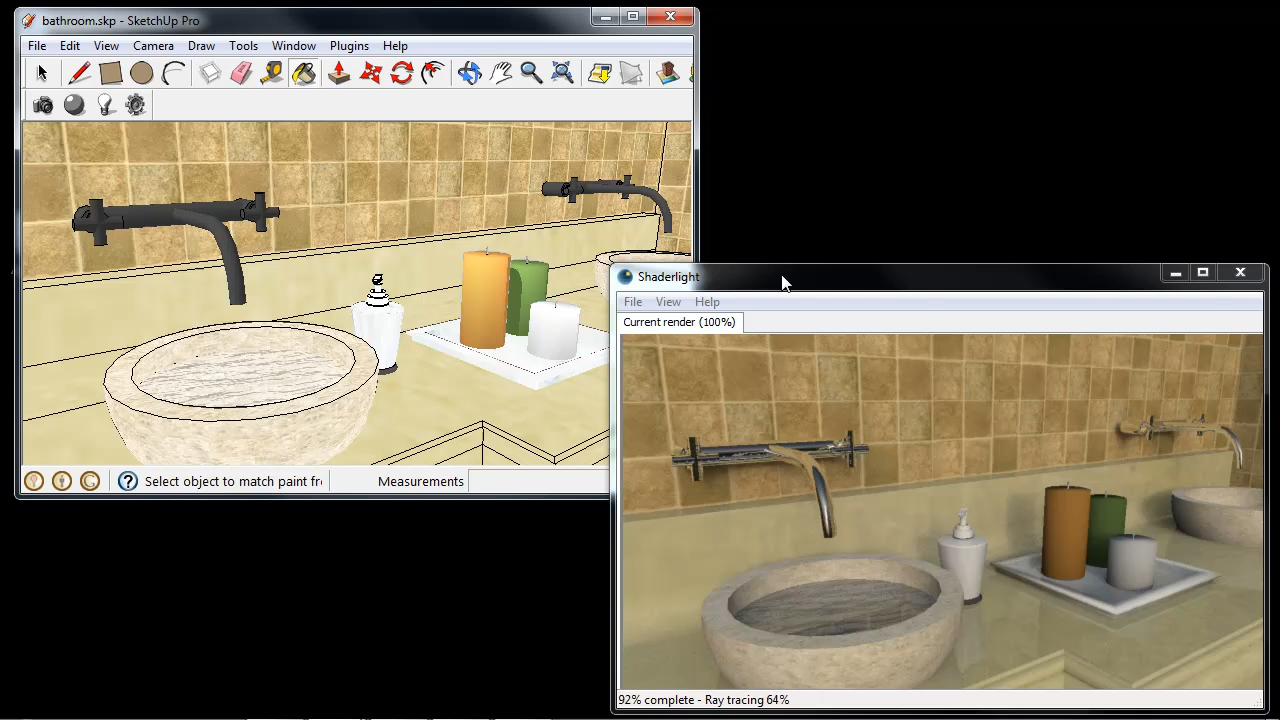 bathroom.skp - SketchUp Pro
File Edit View Camera Draw Tools Window Plugins Help
Select object to match paint fr
Measurements
Shaderlight
File View Help
Current render (100%)
92% complete - Ray tracing 64%